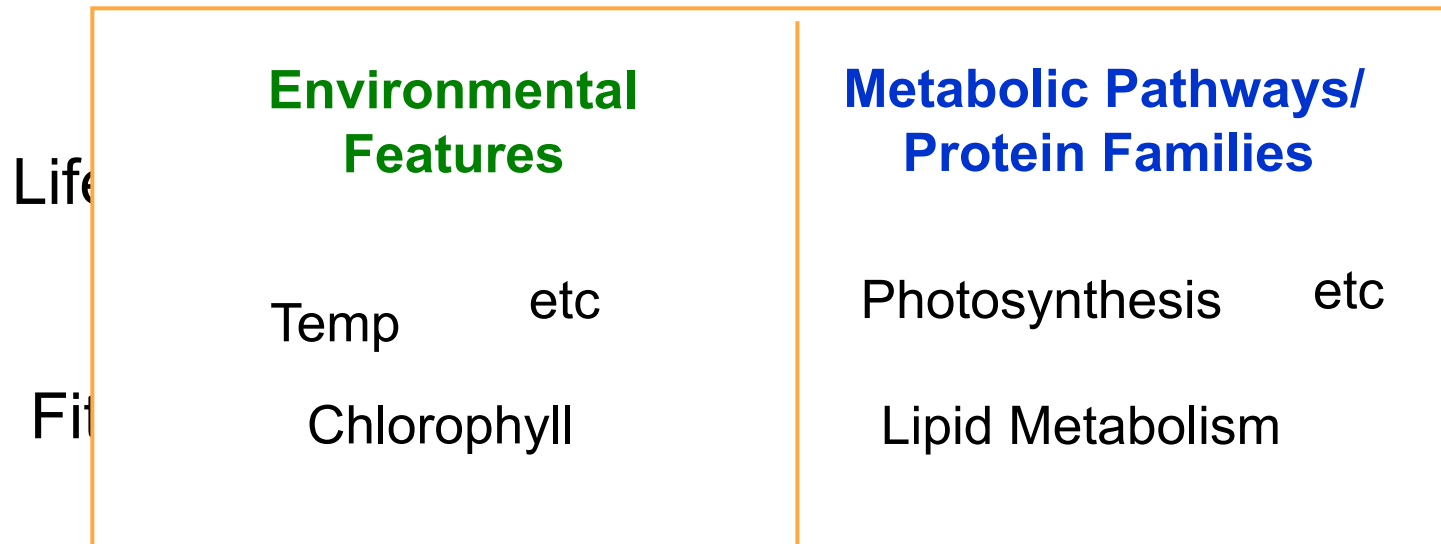 Environmental
Features
Metabolic Pathways/
Protein Families
Temp
etc
Photosynthesis
etc
Chlorophyll
Lipid Metabolism